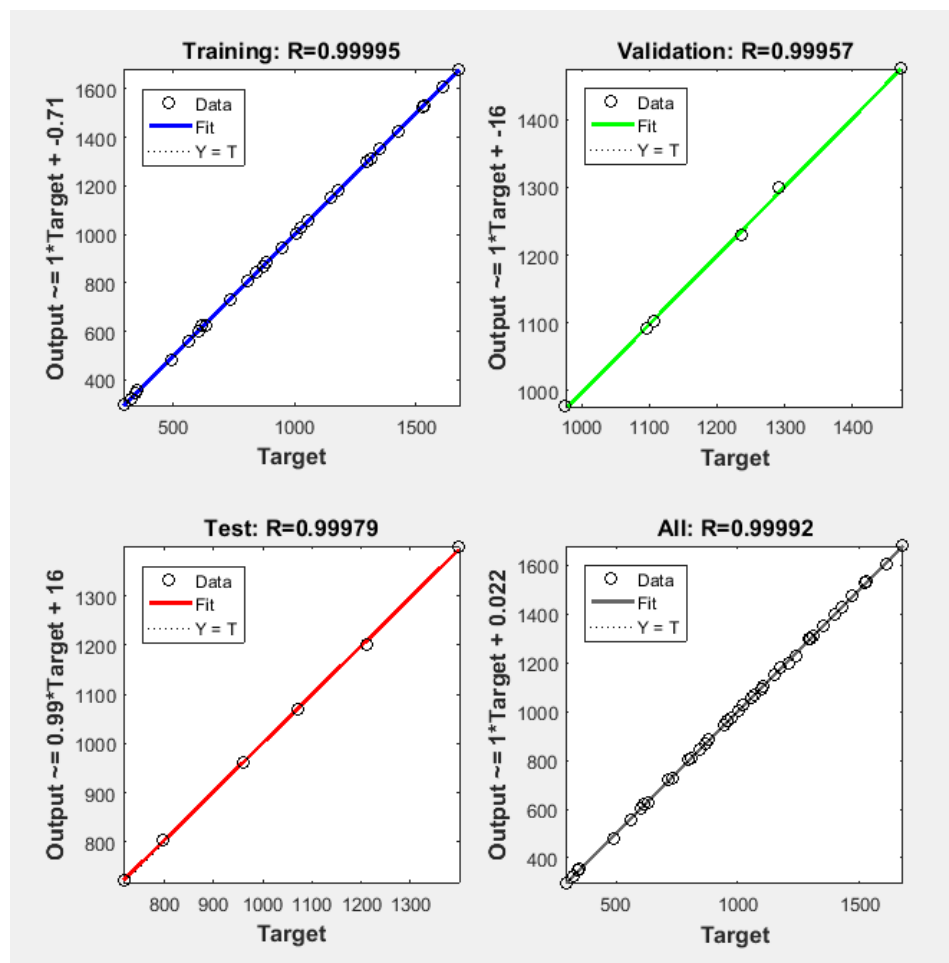 Training: R=0.99995
Output ~= 1*Target + -0.71
1600
1400
1200
1000
800
600
400
Data
Fit
Y = T
500
1000
1500
Target
Validation: R=0.99957
Output ~= 1*Target + -16
1400
1300
1200
1100
1000
Data
Fit
Y = T
1000
1100
1200
1300
1400
Target
Test: R=0.99979
Output ~= 0.99*Target + 16
1300
1200
1100
1000
900
800
Data
Fit
Y = T
800
900
1000
1100
1200
1300
Target
All: R=0.99992
Output ~= 1*Target + 0.022
1600
1400
1200
1000
800
600
400
Data
Fit
Y = T
500
1000
1500
Target